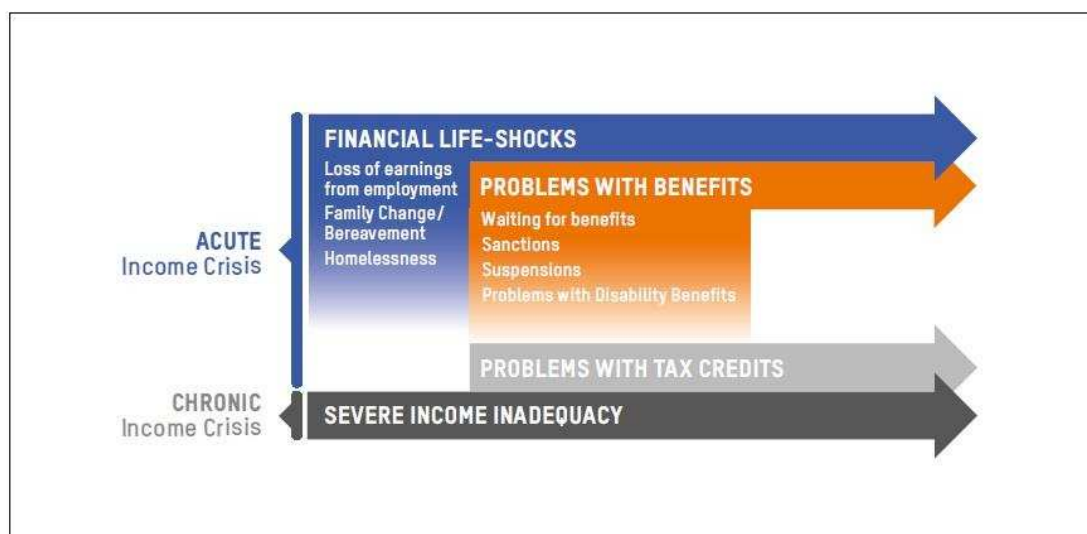 FINANCIAL LIFE-SHOCKS
Loss of earnings
from employment
Family Change/
Bereavement
Homelessness
PROBLEMS WITH BENEFITS
Waiting for benefits
Sanctions
Suspensions
Problems with Disability Benefits
ACUTE
Income Crisis
PROBLEMS WITH TAX CREDITS
CHRONIC
Income Crisis
SEVERE INCOME INADEQUACY